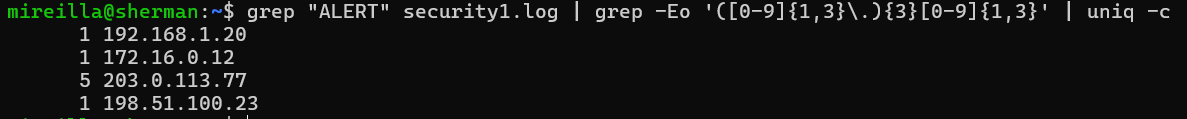 mireilla@sherman:~$ grep "ALERT" security1.log | grep -Eo '([0-9]{1,3}\.){3}[0-9]{1,3}' | uniq -c
      1 192.168.1.20
      1 172.16.0.12
      5 203.0.113.77
      1 198.51.100.23